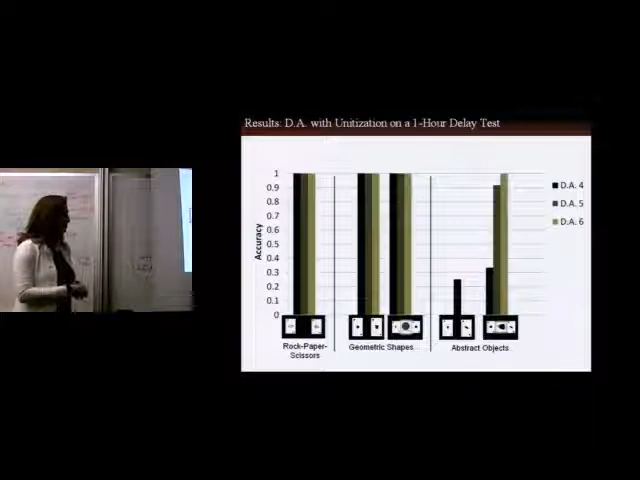 Results: D.A. with Unitization on a 1-Hour Delay Test
Accuracy
1
0.9
0.8
0.7
0.6
0.5
0.4
0.3
0.2
0.1
0
D.A. 4
D.A. 5
D.A. 6
Rock-Paper-
Scissors
Geometric Shapes
Abstract Objects